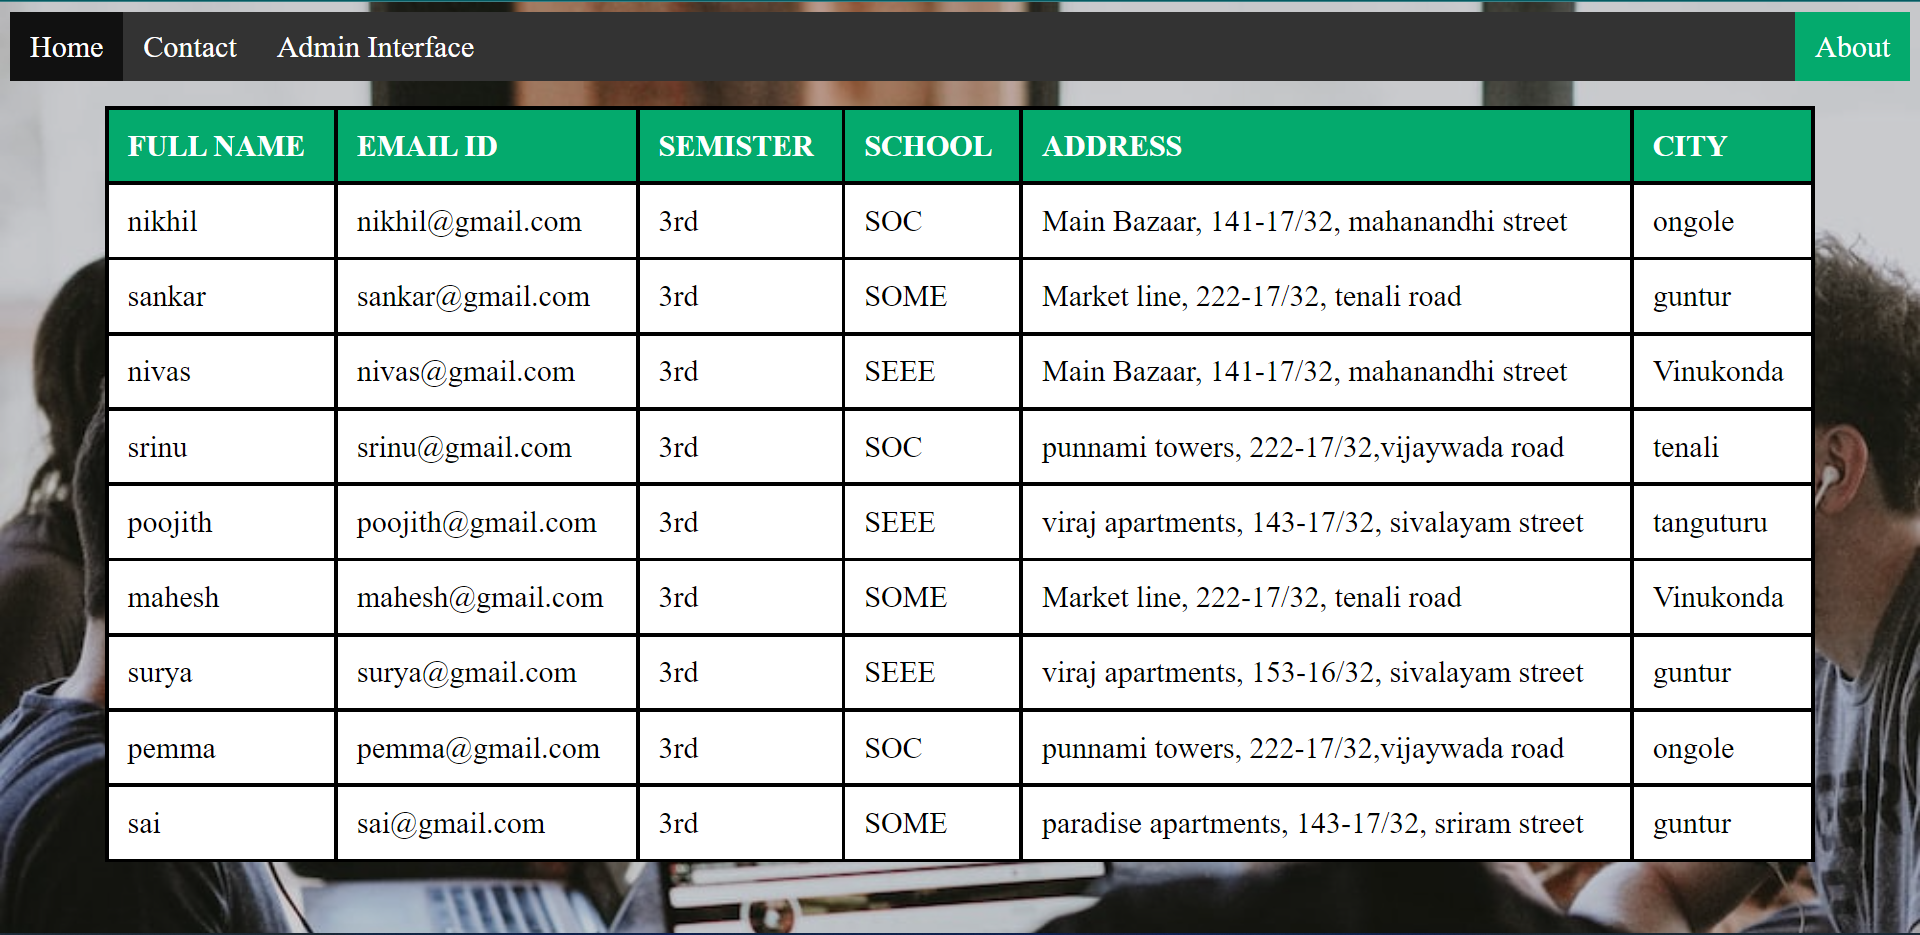 Home Contact Admin Interface About
FULL NAME EMAIL ID SEMISTER SCHOOL ADDRESS CITY
nikhil nikhil@gmail.com 3rd SOC Main Bazaar, 141-17/32, mahanandhi street ongole
sankar sankar@gmail.com 3rd SOME Market line, 222-17/32, tenali road guntur
nivas nivas@gmail.com 3rd SEEE Main Bazaar, 141-17/32, mahanandhi street Vinukonda
srinu srinu@gmail.com 3rd SOC punnami towers, 222-17/32,vijaywada road tenali
poojith poojith@gmail.com 3rd SEEE viraj apartments, 143-17/32, sivalayam street tanguturu
mahesh mahesh@gmail.com 3rd SOME Market line, 222-17/32, tenali road Vinukonda
surya surya@gmail.com 3rd SEEE viraj apartments, 153-16/32, sivalayam street guntur
pemma pemma@gmail.com 3rd SOC punnami towers, 222-17/32,vijaywada road ongole
sai sai@gmail.com 3rd SOME paradise apartments, 143-17/32, sriram street guntur